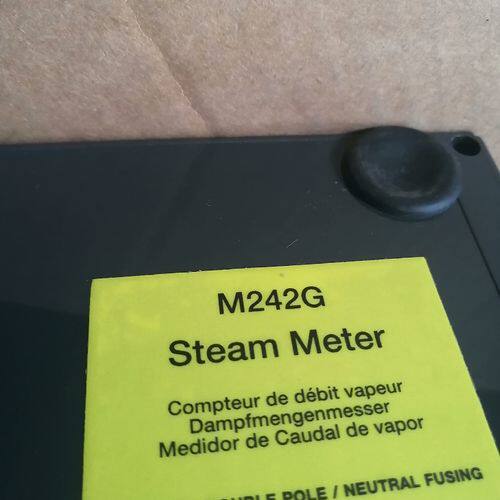 M242G
Steam Meter
Compteur de débit vapeur
Dampfmengenmesser
Medidor de Caudal de vapor
POLE / NEUTRAL FUSING